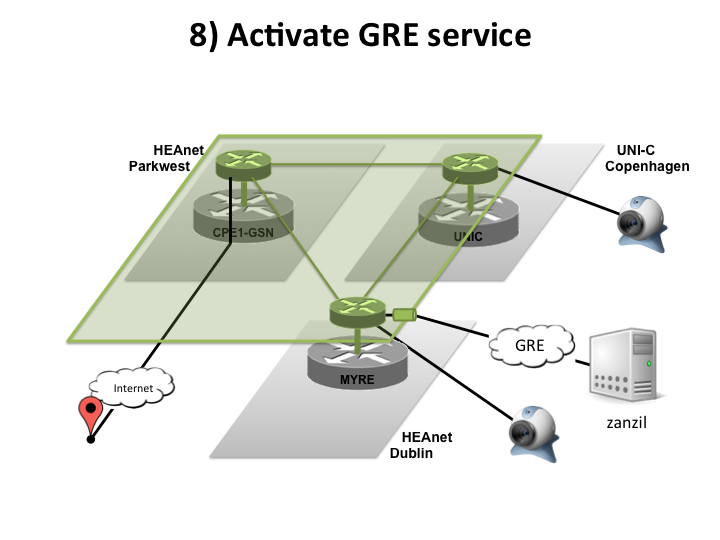 8) Activate GRE service
HEAnet
Parkwest
UNI-C
Copenhagen
CPE1-GSN
UNIC
GRE
MYRE
Internet
zanzil
HEAnet
Dublin